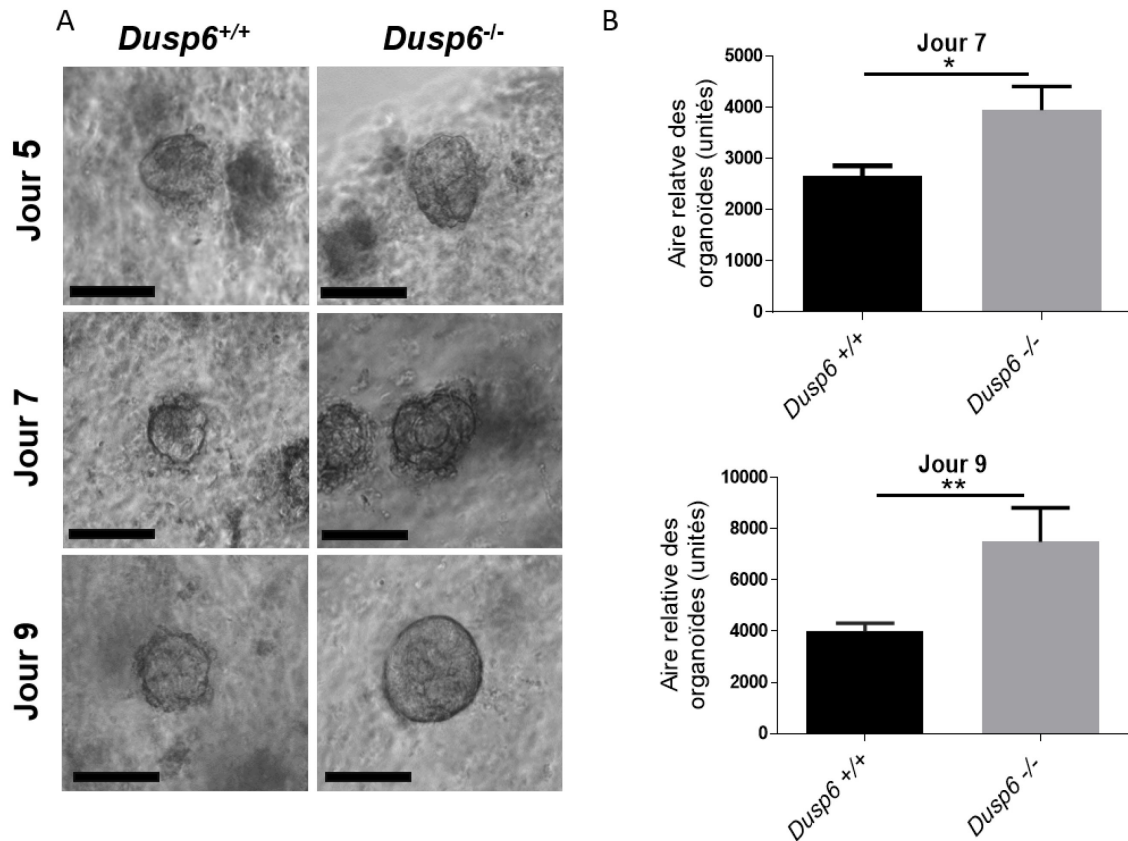 A
Dusp6+/+
Dusp6-/-
Jour 5
Jour 7
Jour 9
B
Jour 7
*
Aire relatve des
organoïdes (unités)
5000
4000
3000
2000
1000
0
Dusp6 +/+
Dusp6 -/-
Jour 9
**
Aire relative des
organoïdes (unités)
10000
8000
6000
4000
2000
0
Dusp6 +/+
Dusp6 -/-